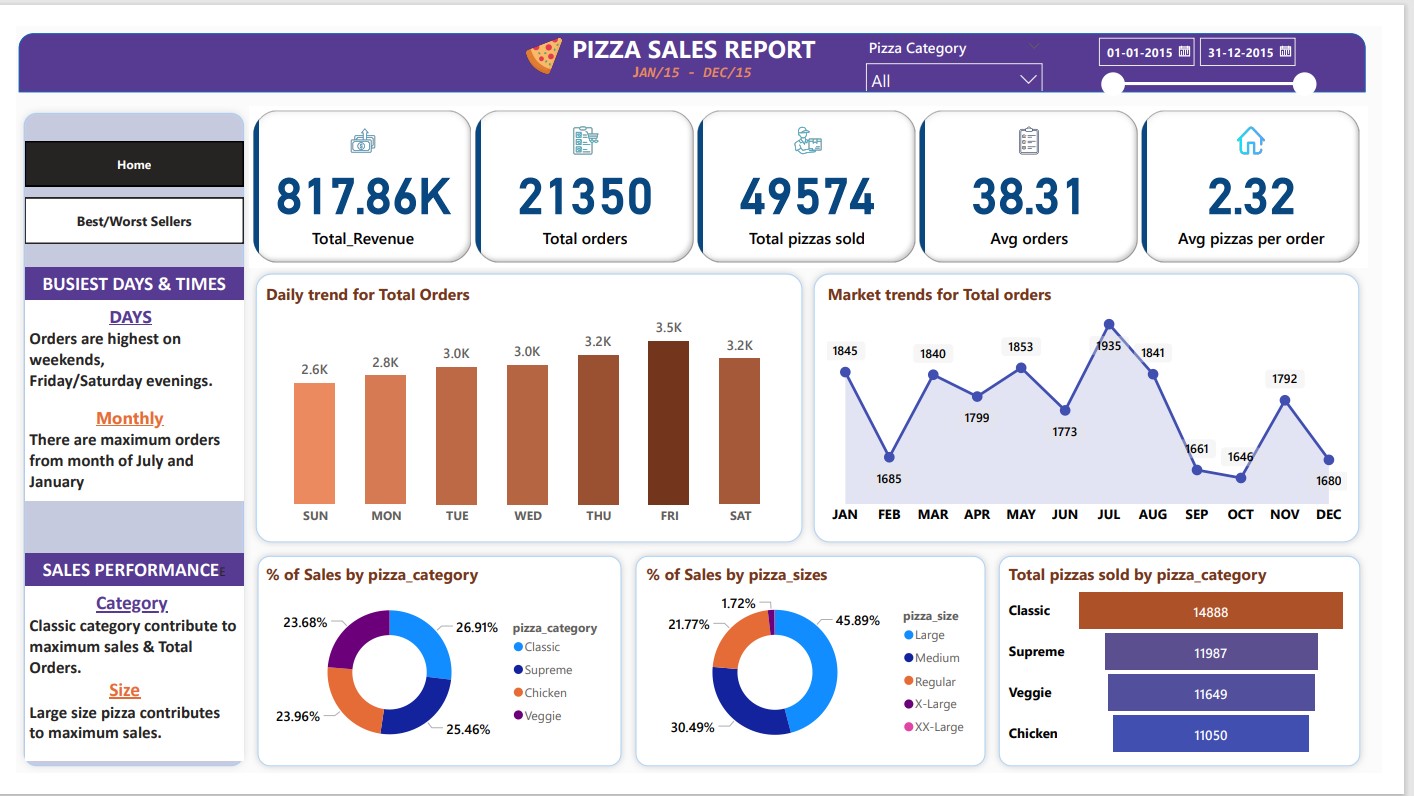 PIZZA SALES REPORT
JAN/15 - DEC/15
Pizza Category
All
01-01-2015
31-12-2015
Home
Best/Worst Sellers
BUSIEST DAYS & TIMES
DAYS
Orders are highest on
weekends,
Friday/Saturday evenings.
Monthly
There are maximum orders
from month of July and
January
SALES PERFORMANCE
Category
Classic category contribute to
maximum sales & Total
Orders.
Size
Large size pizza contributes
to maximum sales.
817.86K
Total_Revenue
21350
Total orders
49574
Total pizzas sold
38.31
Avg orders
2.32
Avg pizzas per order
Daily trend for Total Orders
2.6K
2.8K
3.0K
3.0K
3.2K
3.5K
3.2K
SUN MON TUE WED THU FRI SAT
Market trends for Total orders
1845
1685
1840
1799
1853
1773
1935
1841
1661
1646
1792
1680
JAN FEB MAR APR MAY JUN JUL AUG SEP OCT NOV DEC
% of Sales by pizza_category
23.68%
26.91%
23.96%
25.46%
pizza_category
Classic
Supreme
Chicken
Veggie
% of Sales by pizza_sizes
1.72%
21.77%
45.89%
30.49%
pizza_size
Large
Medium
Regular
X-Large
XX-Large
Total pizzas sold by pizza_category
Classic 14888
Supreme 11987
Veggie 11649
Chicken 11050